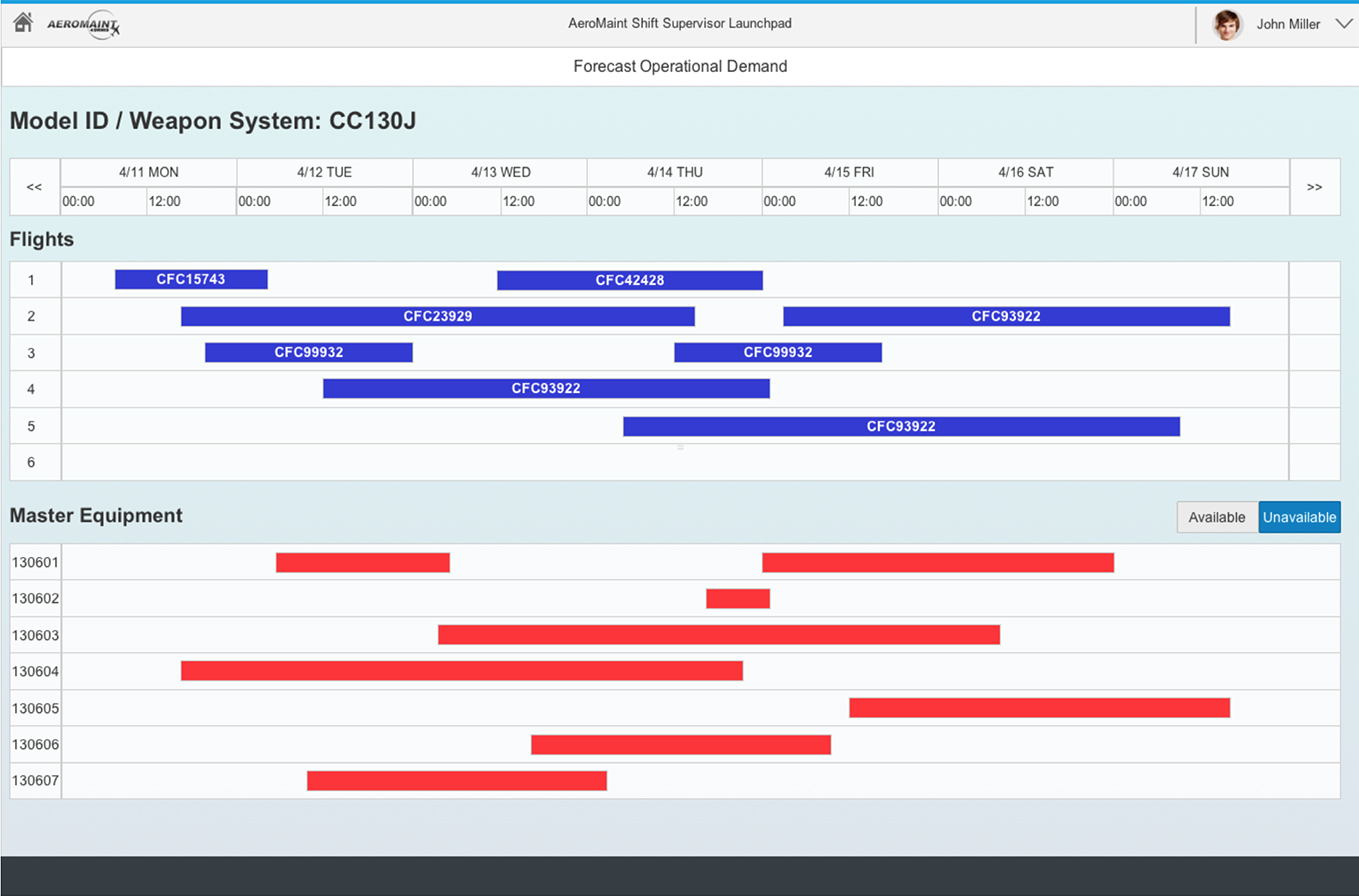 AEROMAINT
AeroMaint Shift Supervisor Launchpad
John Miller
Forecast Operational Demand
Model ID / Weapon System: CC130J
<< 4/11 MON 4/12 TUE 4/13 WED 4/14 THU 4/15 FRI 4/16 SAT 4/17 SUN >>
00:00 12:00 00:00 12:00 00:00 12:00 00:00 12:00 00:00 12:00 00:00 12:00 00:00 12:00
Flights
1 CFC15743 CFC42428
2 CFC23929 CFC93922
3 CFC99932 CFC99932
4 CFC93922
5 CFC93922
6
Master Equipment
Available Unavailable
130601
130602
130603
130604
130605
130606
130607